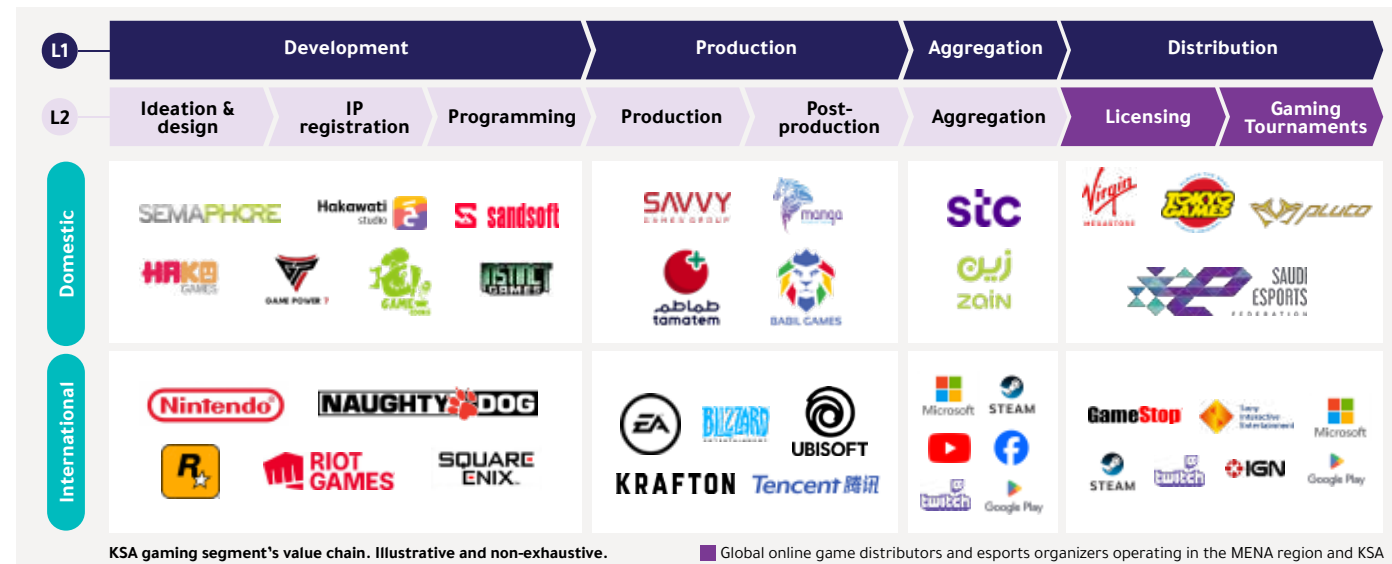 L1
Development
Production
Aggregation
Distribution
L2
Ideation &
design
IP
registration
Programming
Production
Post-
production
Aggregation
Licensing
Gaming
Tournaments
Domestic
SEMAPHORE
Hakawati
studio
sandsoft
HAKO
GAMES
GAME POWER 7
GAME
COOKS
GAMES
SAVVY
GAMES GROUP
manga
طماطم
tamatem
BABIL GAMES
stc
زين
zain
Virgin
MEGASTORE
TOKYO
GAMES
PLUTO
SAUDI
ESPORTS
FEDERATION
International
Nintendo
NAUGHTY DOG
R
RIOT
GAMES
SQUARE
ENIX
EA
BLIZZARD
ENTERTAINMENT
UBISOFT
KRAFTON
Tencent 腾讯
Microsoft
STEAM
twitch
Google Play
GameStop
Sony
Interactive
Entertainment
Microsoft
STEAM
twitch
IGN
Google Play
KSA gaming segment's value chain. Illustrative and non-exhaustive.
Global online game distributors and esports organizers operating in the MENA region and KSA